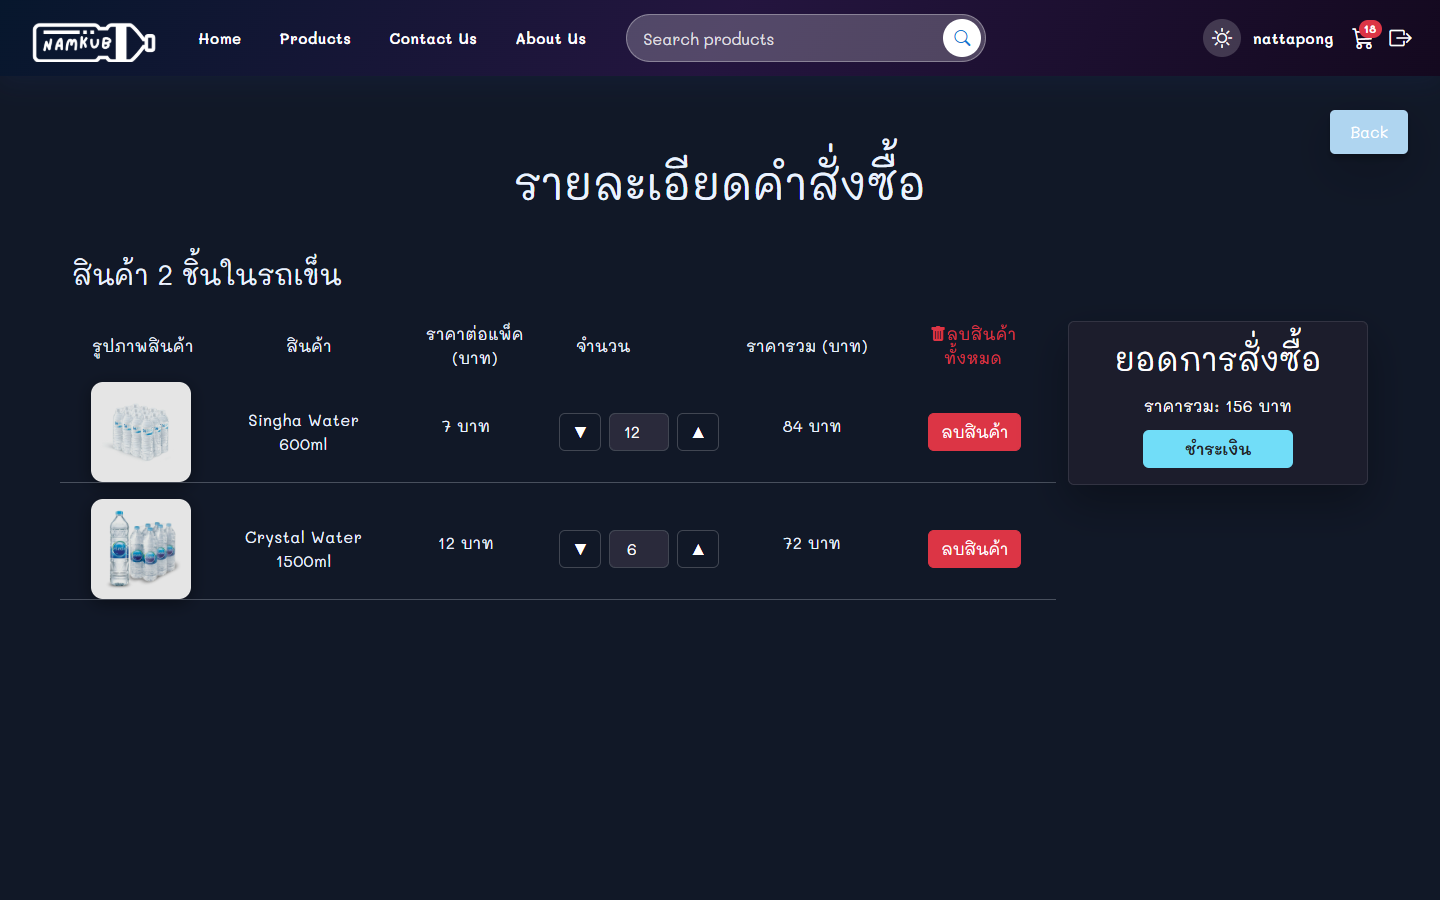 NAMKUB
Home
Products
Contact Us
About Us
Search products
nattapong
18
Back
รายละเอียดคำสั่งซื้อ
สินค้า 2 ชิ้นในรถเข็น
รูปภาพสินค้า
สินค้า
ราคาต่อแพ็ค
(บาท)
จำนวน
ราคารวม (บาท)
ลบสินค้า
ทั้งหมด
Singha Water
600ml
7 บาท
▼
12
▲
84 บาท
ลบสินค้า
Crystal Water
1500ml
12 บาท
▼
6
▲
72 บาท
ลบสินค้า
ยอดการสั่งซื้อ
ราคารวม: 156 บาท
ชำระเงิน